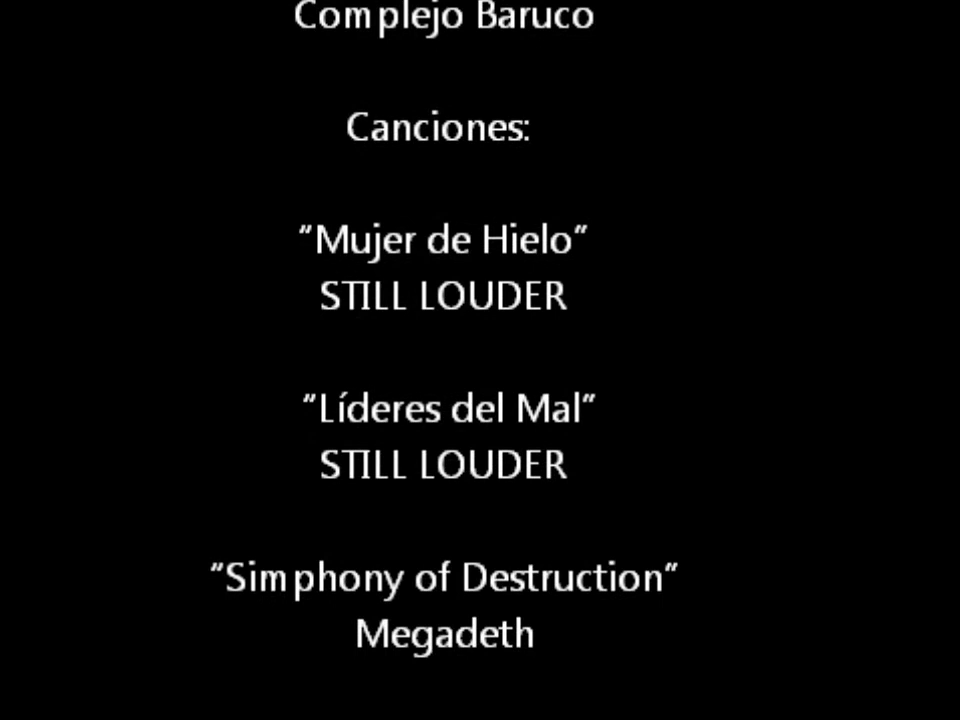 Complejo Baruco
Canciones:
“Mujer de Hielo”
STILL LOUDER
“Líderes del Mal”
STILL LOUDER
“Simphony of Destruction”
Megadeth